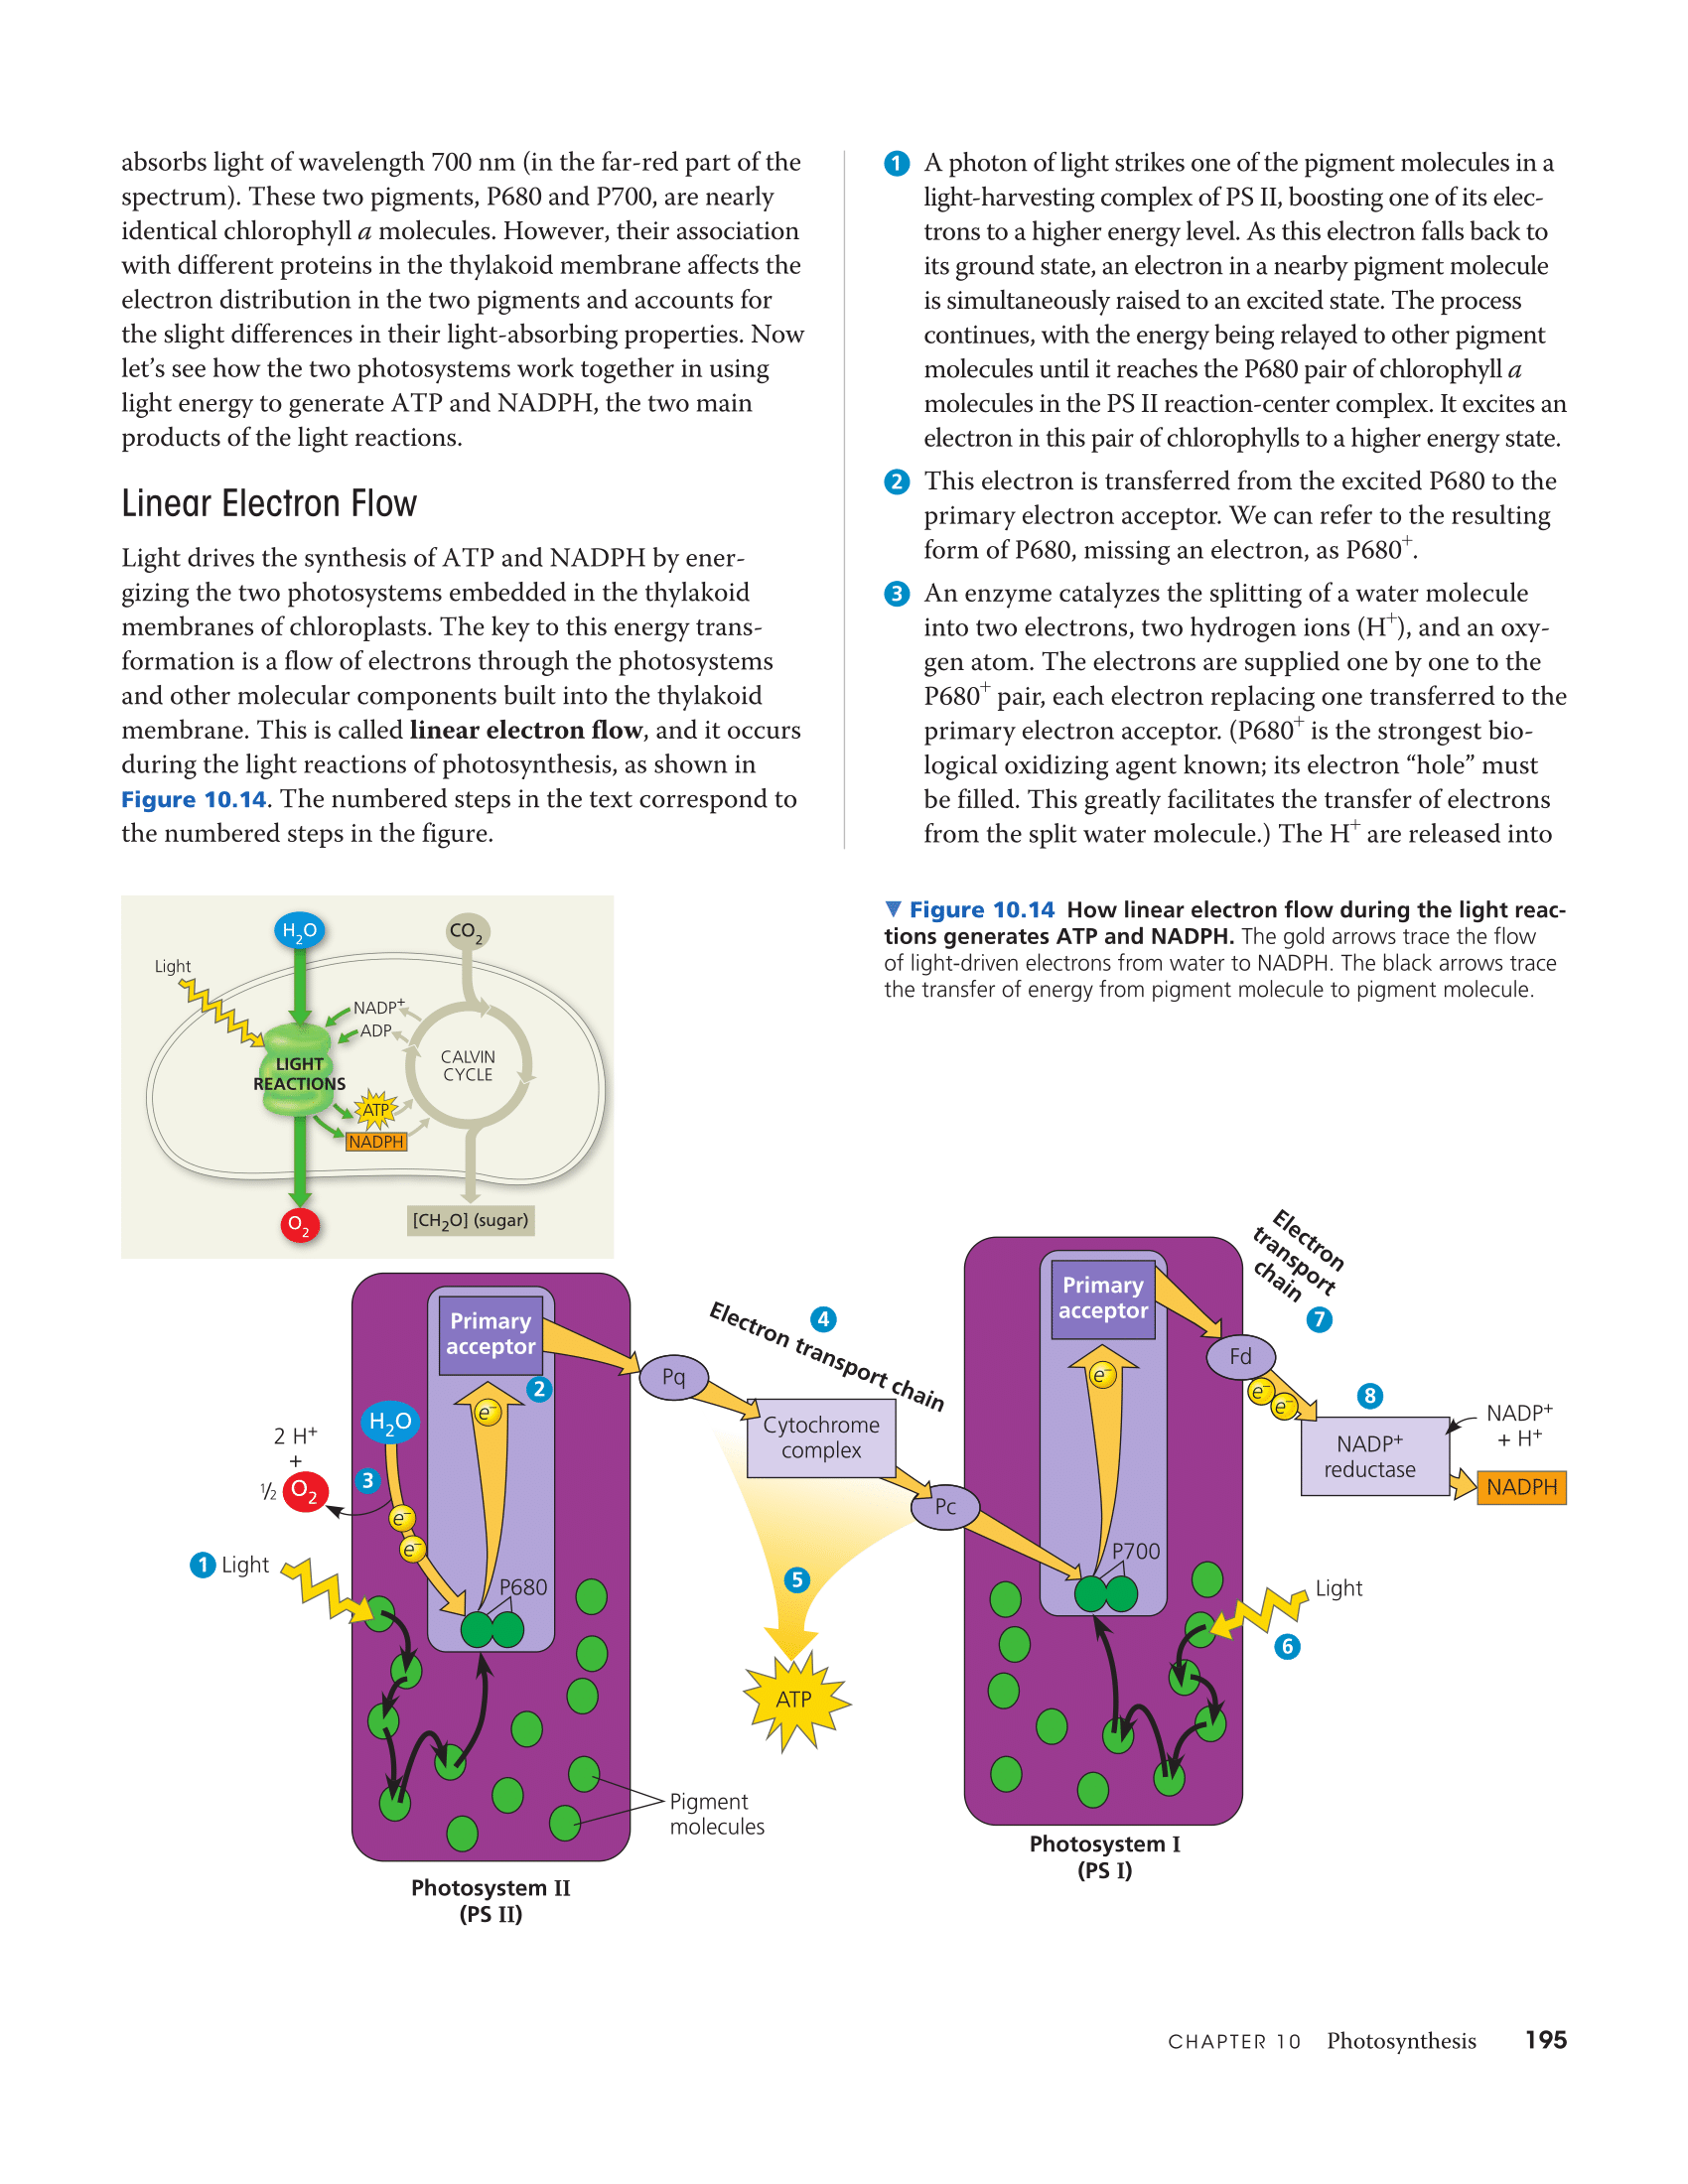 absorbs light of wavelength 700 nm (in the far-red part of the
spectrum). These two pigments, P680 and P700, are nearly
identical chlorophyll a molecules. However, their association
with different proteins in the thylakoid membrane affects the
electron distribution in the two pigments and accounts for
the slight differences in their light-absorbing properties. Now
let’s see how the two photosystems work together in using
light energy to generate ATP and NADPH, the two main
products of the light reactions.
Linear Electron Flow
Light drives the synthesis of ATP and NADPH by ener-
gizing the two photosystems embedded in the thylakoid
membranes of chloroplasts. The key to this energy trans-
formation is a flow of electrons through the photosystems
and other molecular components built into the thylakoid
membrane. This is called linear electron flow, and it occurs
during the light reactions of photosynthesis, as shown in
Figure 10.14. The numbered steps in the text correspond to
the numbered steps in the figure.
1 A photon of light strikes one of the pigment molecules in a
light-harvesting complex of PS II, boosting one of its elec-
trons to a higher energy level. As this electron falls back to
its ground state, an electron in a nearby pigment molecule
is simultaneously raised to an excited state. The process
continues, with the energy being relayed to other pigment
molecules until it reaches the P680 pair of chlorophyll a
molecules in the PS II reaction-center complex. It excites an
electron in this pair of chlorophylls to a higher energy state.
2 This electron is transferred from the excited P680 to the
primary electron acceptor. We can refer to the resulting
form of P680, missing an electron, as P680⁺.
3 An enzyme catalyzes the splitting of a water molecule
into two electrons, two hydrogen ions (H⁺), and an oxy-
gen atom. The electrons are supplied one by one to the
P680⁺ pair, each electron replacing one transferred to the
primary electron acceptor. (P680⁺ is the strongest bio-
logical oxidizing agent known; its electron “hole” must
be filled. This greatly facilitates the transfer of electrons
from the split water molecule.) The H⁺ are released into
▼ Figure 10.14 How linear electron flow during the light reac-
tions generates ATP and NADPH. The gold arrows trace the flow
of light-driven electrons from water to NADPH. The black arrows trace
the transfer of energy from pigment molecule to pigment molecule.
H₂O
CO₂
Light
NADP⁺
ADP
LIGHT
REACTIONS
CALVIN
CYCLE
ATP
NADPH
O₂
[CH₂O] (sugar)
Primary
acceptor
2
e⁻
H₂O
2 H⁺
+
½ O₂
3
e⁻
e⁻
1 Light
P680
Pq
4
Electron transport chain
Cytochrome
complex
Pc
5
ATP
Pigment
molecules
Photosystem II
(PS II)
Primary
acceptor
e⁻
P700
Electron
transport
chain
7
Fd
e⁻
e⁻
8
NADP⁺
reductase
NADP⁺
+ H⁺
NADPH
Light
6
Photosystem I
(PS I)
CHAPTER 10 Photosynthesis 195